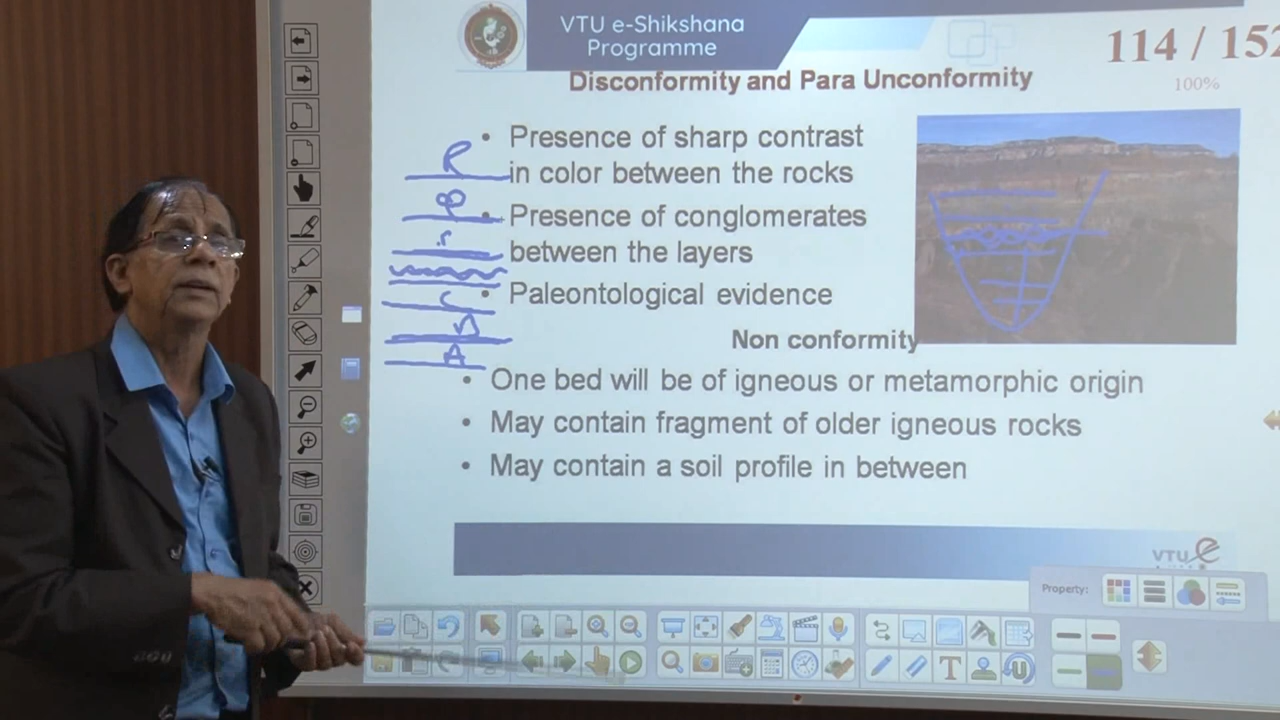 VTU e-Shikshana
Programme
114 / 152
100%
Disconformity and Para Unconformity
• Presence of sharp contrast
in color between the rocks
• Presence of conglomerates
between the layers
• Paleontological evidence
Non conformity
• One bed will be of igneous or metamorphic origin
• May contain fragment of older igneous rocks
• May contain a soil profile in between
A
VTU e
Property:
T